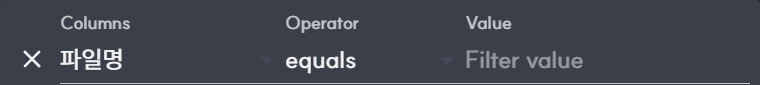 Columns Operator Value
파일명 equals Filter value